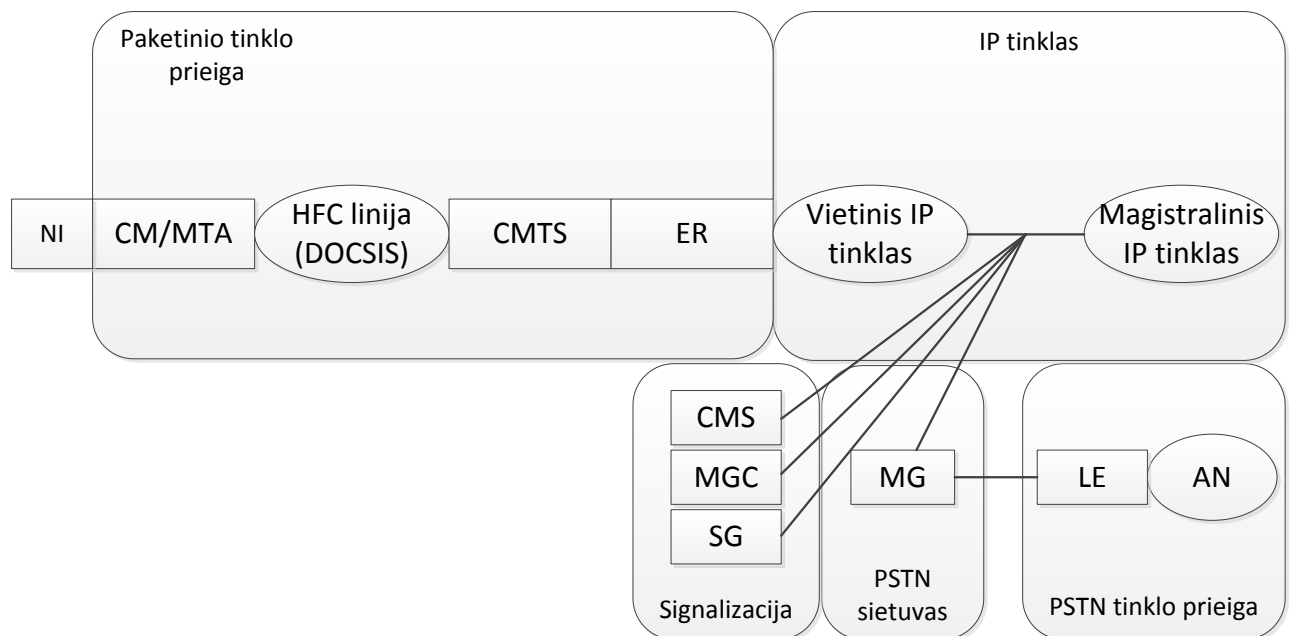 Paketinio tinklo
prieiga
IP tinklas
NI
CM/MTA
HFC linija
(DOCSIS)
CMTS
ER
Vietinis IP
tinklas
Magistralinis
IP tinklas
CMS
MGC
SG
Signalizacija
MG
PSTN
sietuvas
LE
AN
PSTN tinklo prieiga